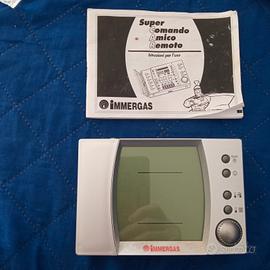 Super
Comando
Amico
Remoto
Istruzioni per l'uso
IMMERGAS
IMMERGAS